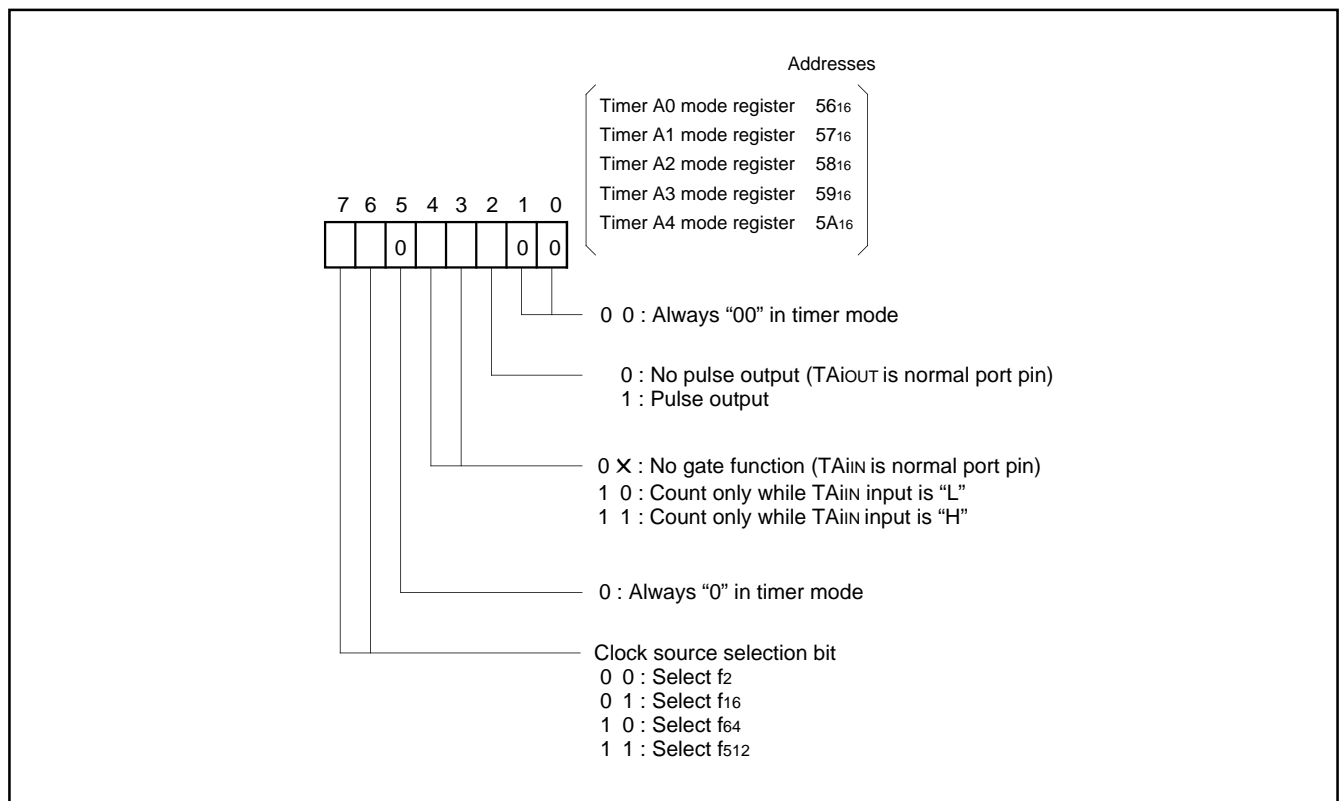 Addresses
Timer A0 mode register 5616
Timer A1 mode register 5716
Timer A2 mode register 5816
Timer A3 mode register 5916
Timer A4 mode register 5A16
7 6 5 4 3 2 1 0
0 0 0
0 0 : Always “00” in timer mode
0 : No pulse output (TAiOUT is normal port pin)
1 : Pulse output
0 ✕ : No gate function (TAiIN is normal port pin)
1 0 : Count only while TAiIN input is “L”
1 1 : Count only while TAiIN input is “H”
0 : Always “0” in timer mode
Clock source selection bit
0 0 : Select f2
0 1 : Select f16
1 0 : Select f64
1 1 : Select f512